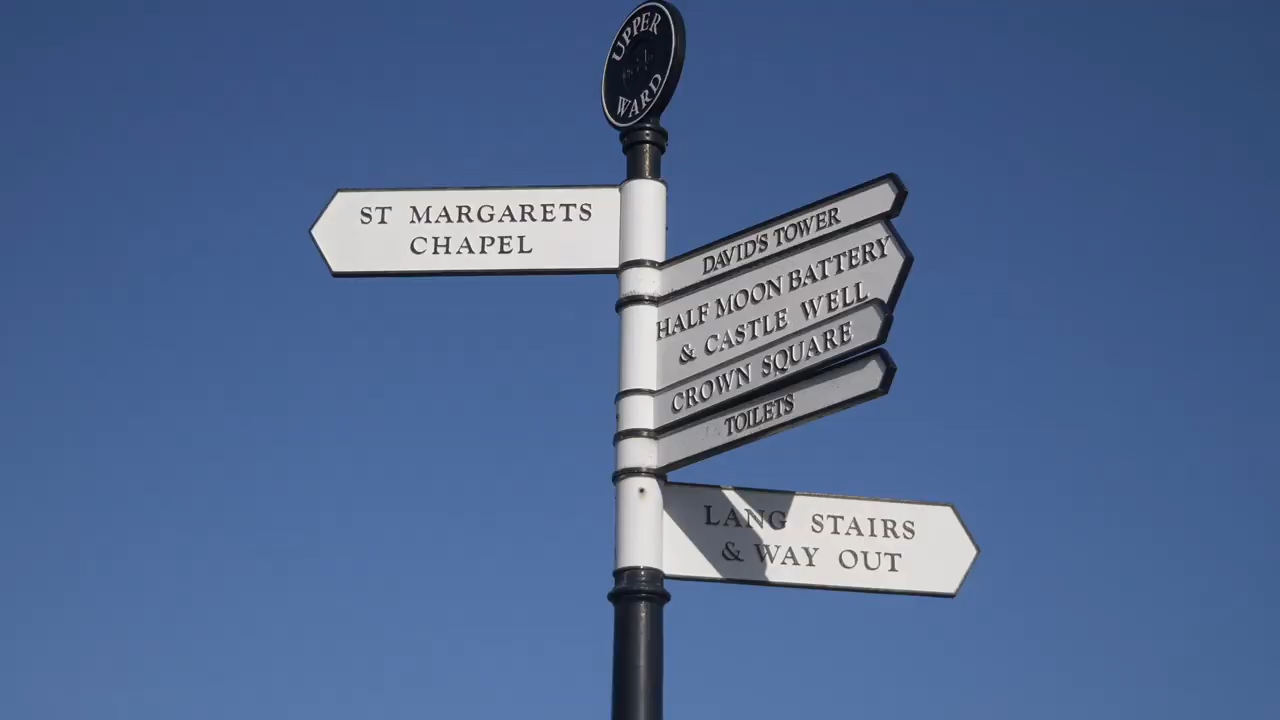 UPPER
WARD
ST MARGARETS
CHAPEL
DAVID'S TOWER
HALF MOON BATTERY
& CASTLE WELL
CROWN SQUARE
TOILETS
LANG STAIRS
& WAY OUT